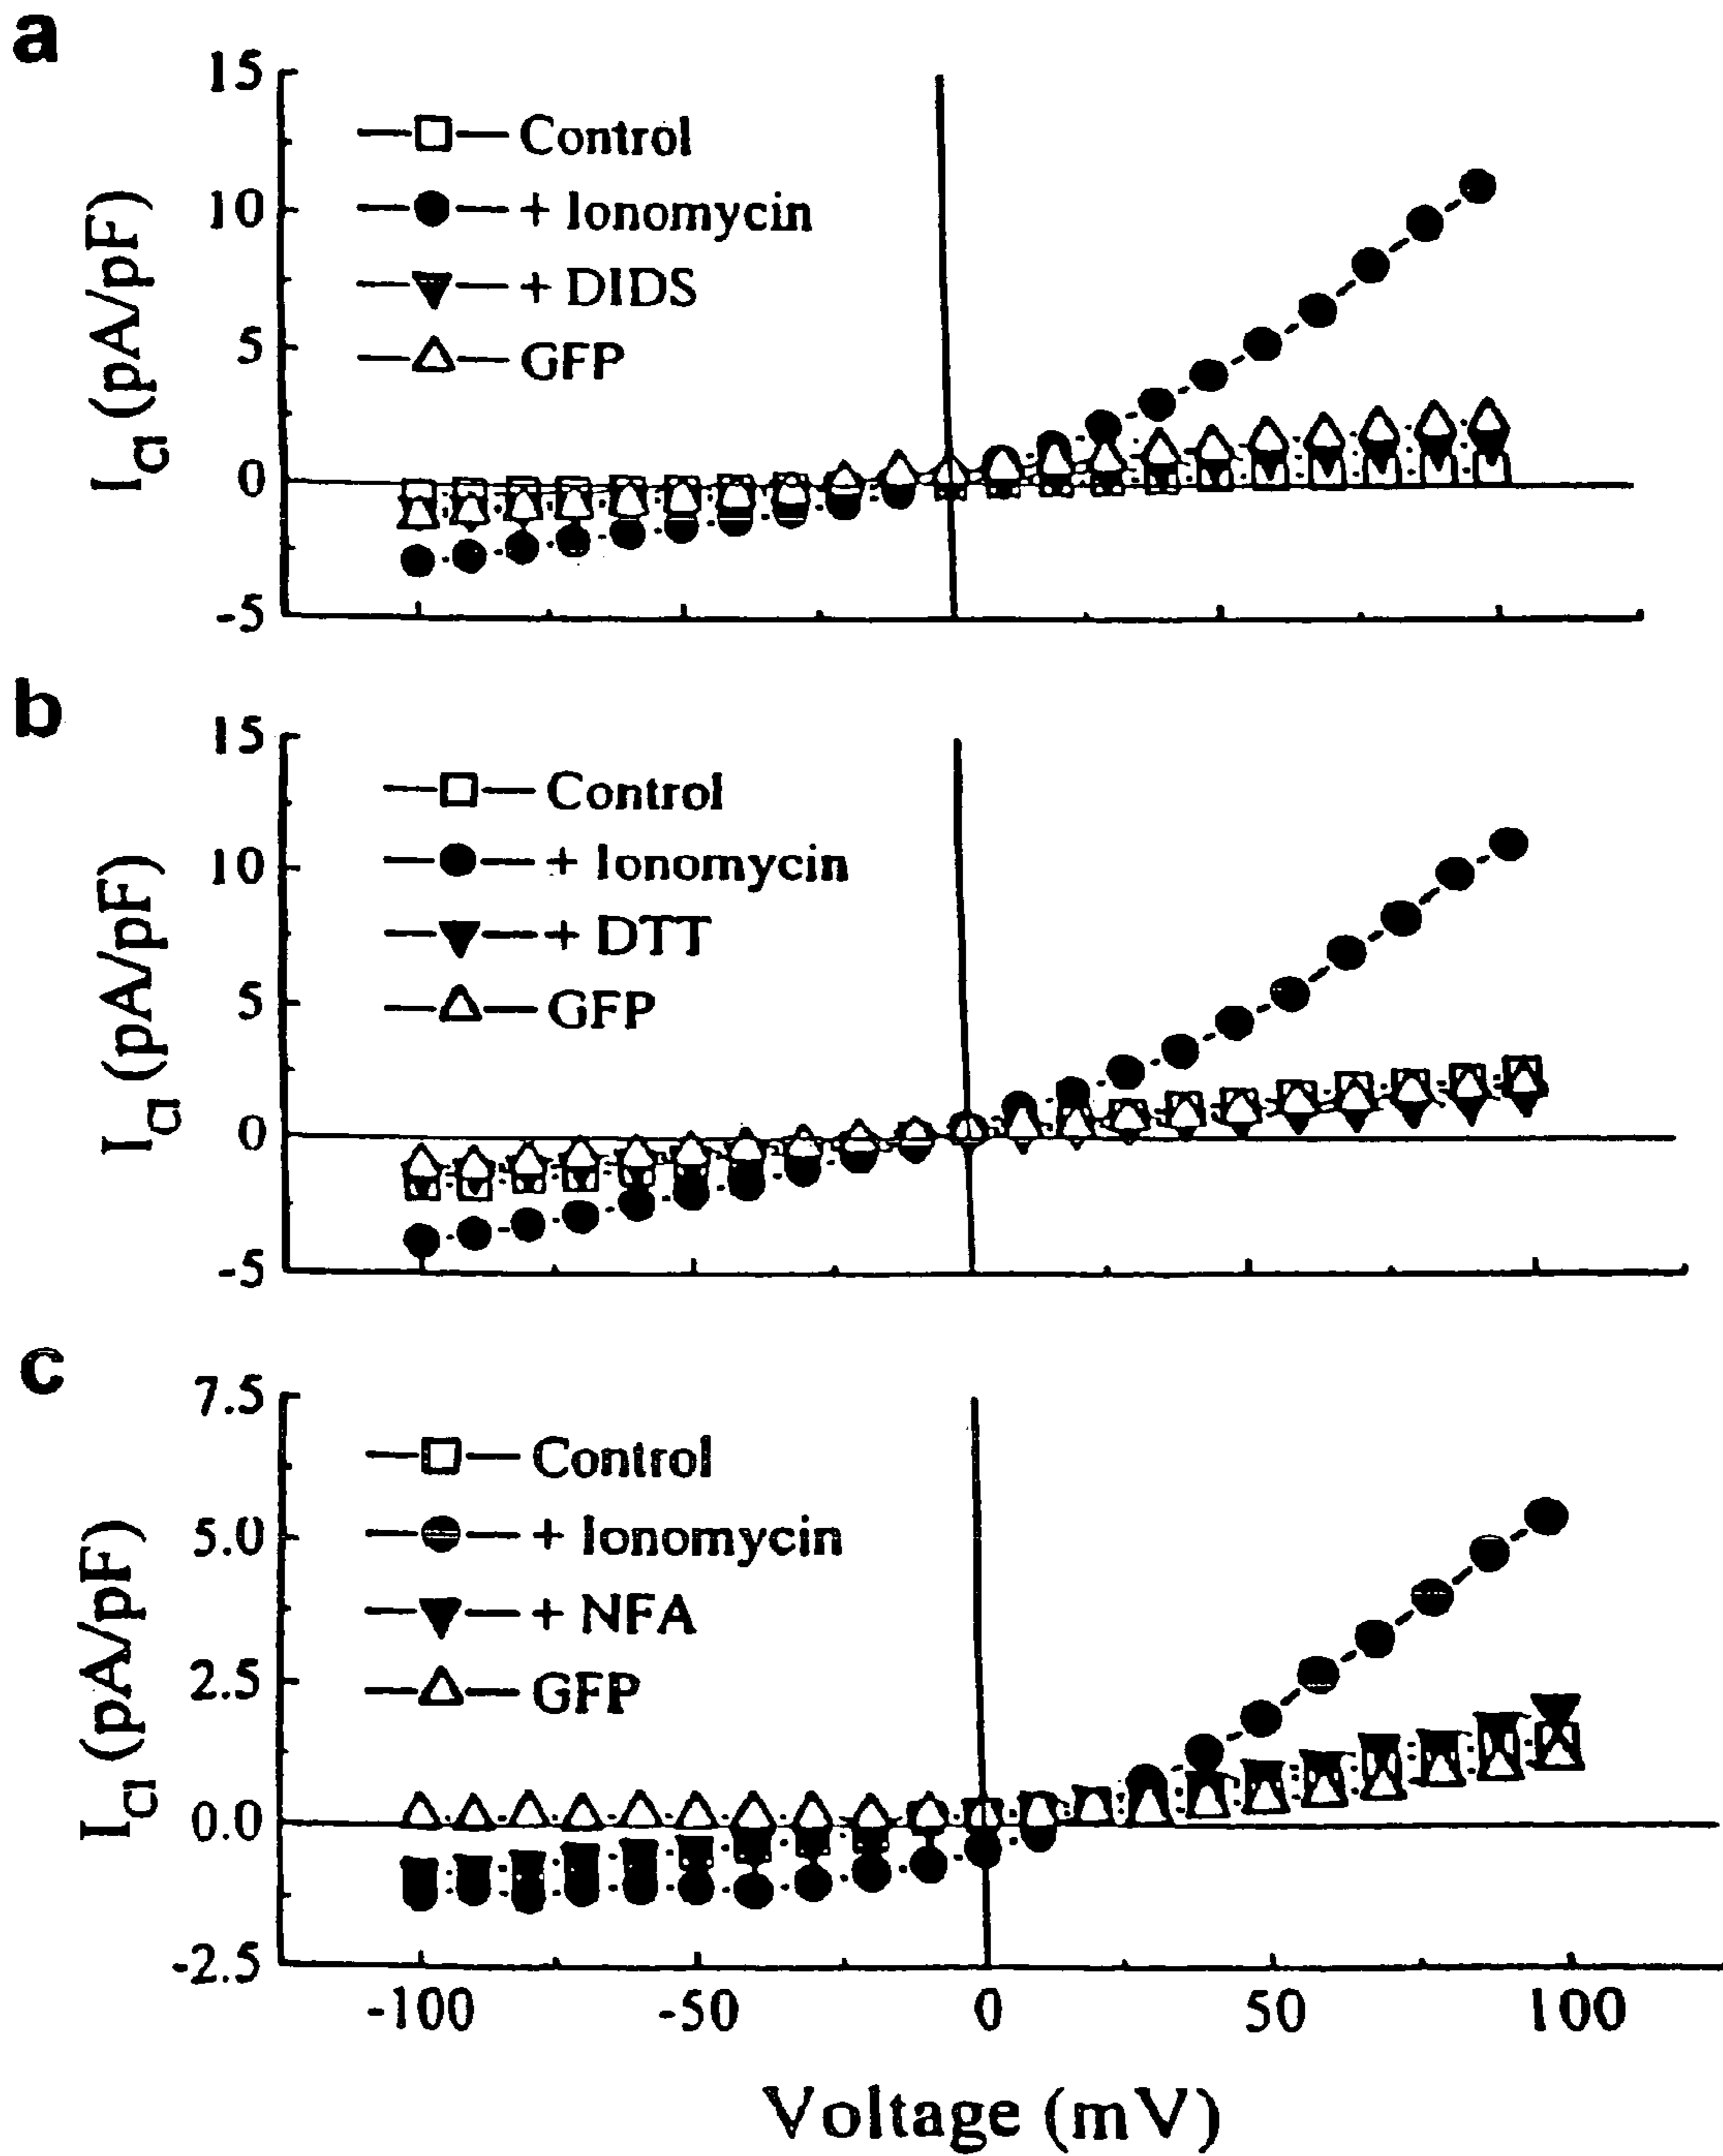 a
15
10
5
0
-5
I_Cl (pA/pF)
Control
+ Ionomycin
+ DIDS
GFP
b
15
10
5
0
-5
I_Cl (pA/pF)
Control
+ Ionomycin
+ DTT
GFP
c
7.5
5.0
2.5
0.0
-2.5
I_Cl (pA/pF)
Control
+ Ionomycin
+ NFA
GFP
-100 -50 0 50 100
Voltage (mV)